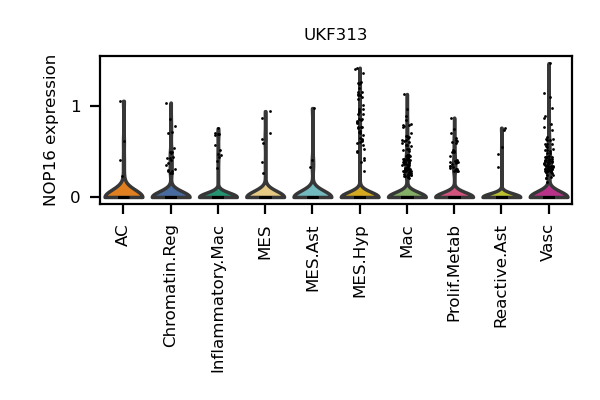 UKF313
NOP16 expression
1
0
AC
Chromatin.Reg
Inflammatory.Mac
MES
MES.Ast
MES.Hyp
Mac
Prolif.Metab
Reactive.Ast
Vasc